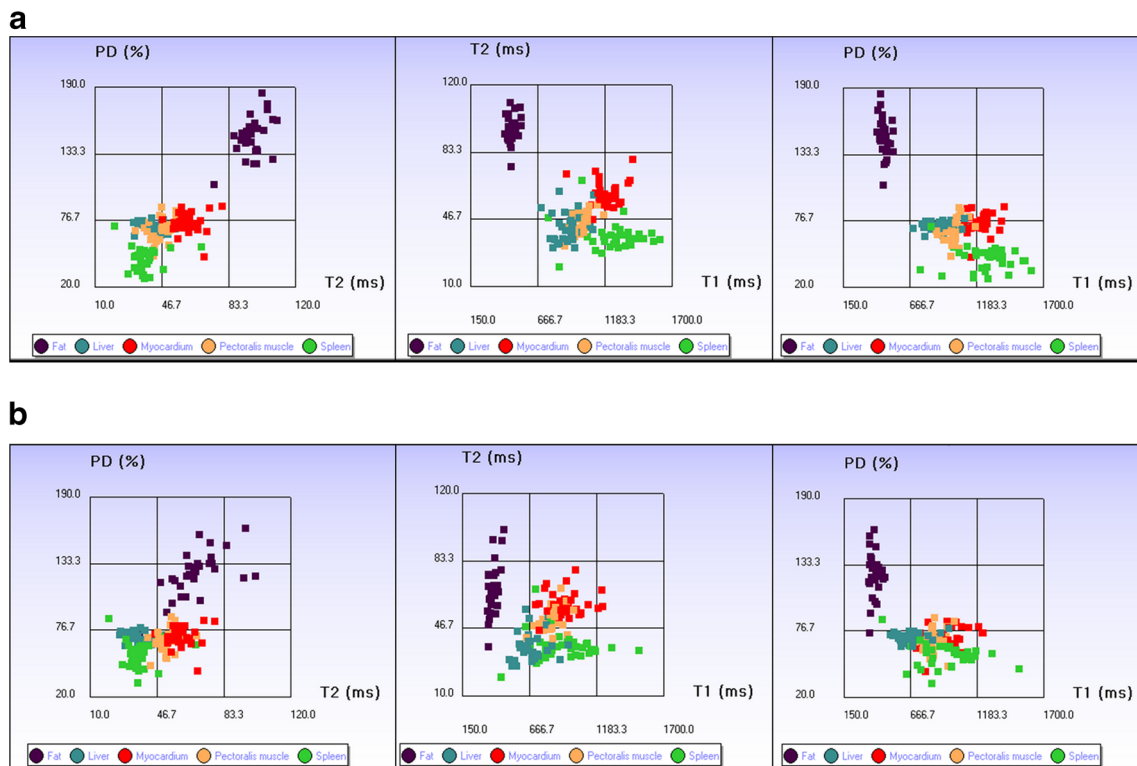 a
PD (%)
190.0
133.3
76.7
20.0
T2 (ms)
10.0 46.7 83.3 120.0
Fat Liver Myocardium Pectoralis muscle Spleen
T2 (ms)
120.0
83.3
46.7
10.0
T1 (ms)
150.0 666.7 1183.3 1700.0
Fat Liver Myocardium Pectoralis muscle Spleen
PD (%)
190.0
133.3
76.7
20.0
T1 (ms)
150.0 666.7 1183.3 1700.0
Fat Liver Myocardium Pectoralis muscle Spleen
b
PD (%)
190.0
133.3
76.7
20.0
T2 (ms)
10.0 46.7 83.3 120.0
Fat Liver Myocardium Pectoralis muscle Spleen
T2 (ms)
120.0
83.3
46.7
10.0
T1 (ms)
150.0 666.7 1183.3 1700.0
Fat Liver Myocardium Pectoralis muscle Spleen
PD (%)
190.0
133.3
76.7
20.0
T1 (ms)
150.0 666.7 1183.3 1700.0
Fat Liver Myocardium Pectoralis muscle Spleen